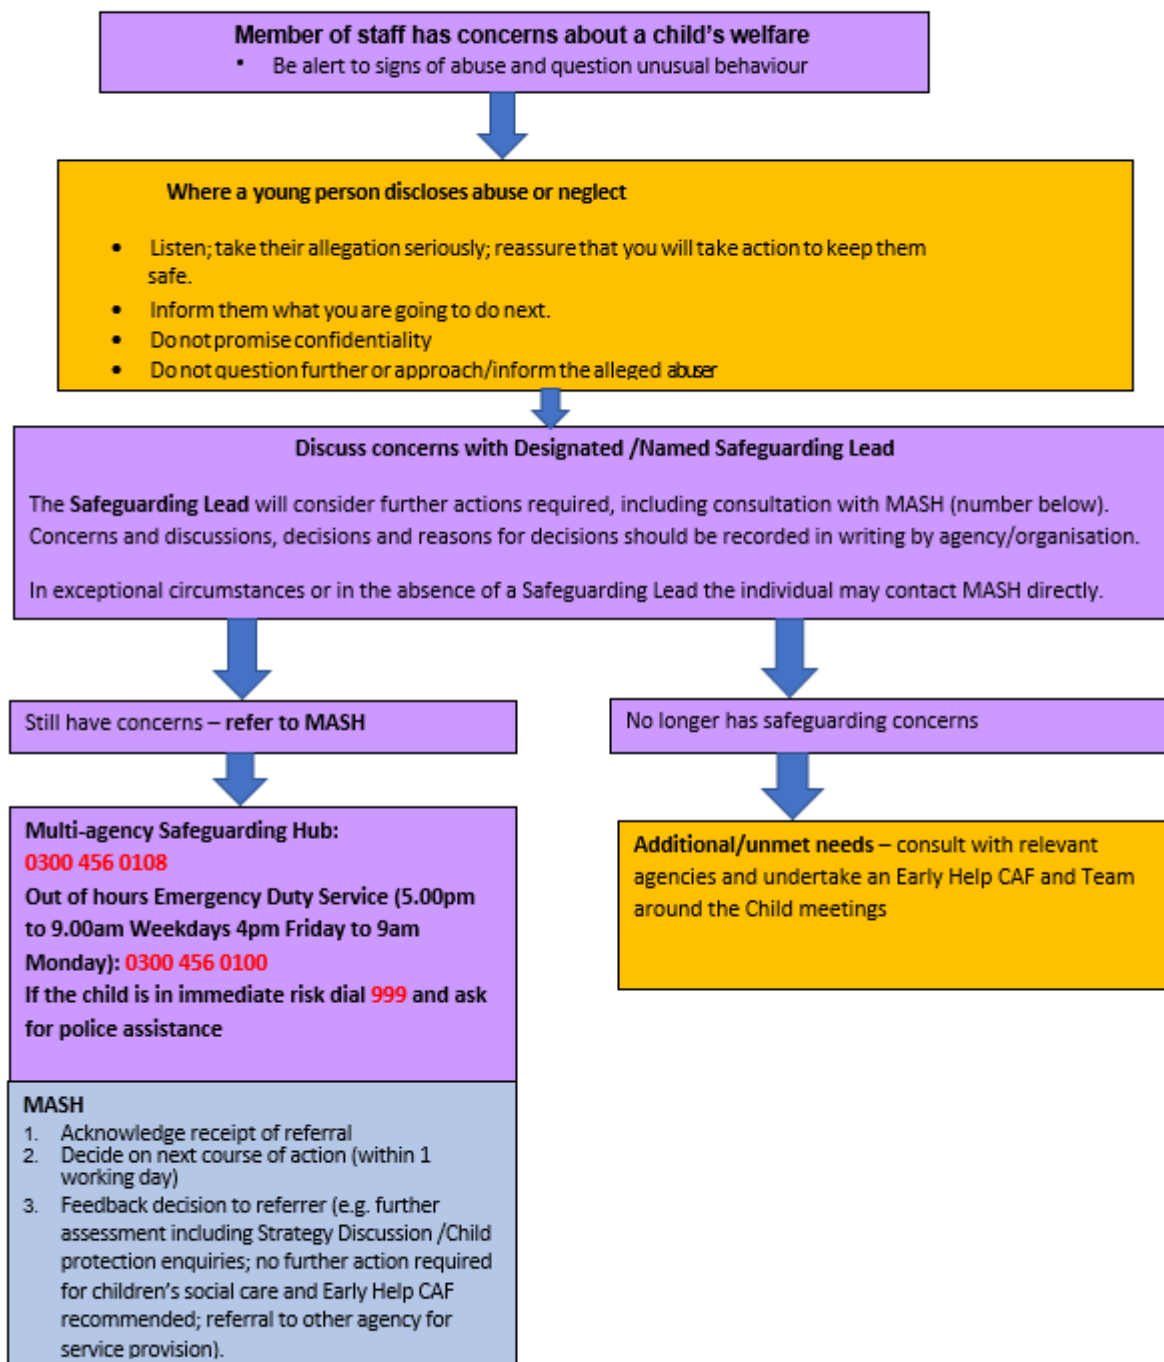 Member of staff has concerns about a child's welfare
• Be alert to signs of abuse and question unusual behaviour
Where a young person discloses abuse or neglect
• Listen; take their allegation seriously; reassure that you will take action to keep them
safe.
• Inform them what you are going to do next.
• Do not promise confidentiality
• Do not question further or approach/inform the alleged abuser
Discuss concerns with Designated /Named Safeguarding Lead
The Safeguarding Lead will consider further actions required, including consultation with MASH (number below).
Concerns and discussions, decisions and reasons for decisions should be recorded in writing by agency/organisation.
In exceptional circumstances or in the absence of a Safeguarding Lead the individual may contact MASH directly.
Still have concerns – refer to MASH
Multi-agency Safeguarding Hub:
0300 456 0108
Out of hours Emergency Duty Service (5.00pm
to 9.00am Weekdays 4pm Friday to 9am
Monday): 0300 456 0100
If the child is in immediate risk dial 999 and ask
for police assistance
MASH
1. Acknowledge receipt of referral
2. Decide on next course of action (within 1
working day)
3. Feedback decision to referrer (e.g. further
assessment including Strategy Discussion /Child
protection enquiries; no further action required
for children's social care and Early Help CAF
recommended; referral to other agency for
service provision).
No longer has safeguarding concerns
Additional/unmet needs – consult with relevant
agencies and undertake an Early Help CAF and Team
around the Child meetings